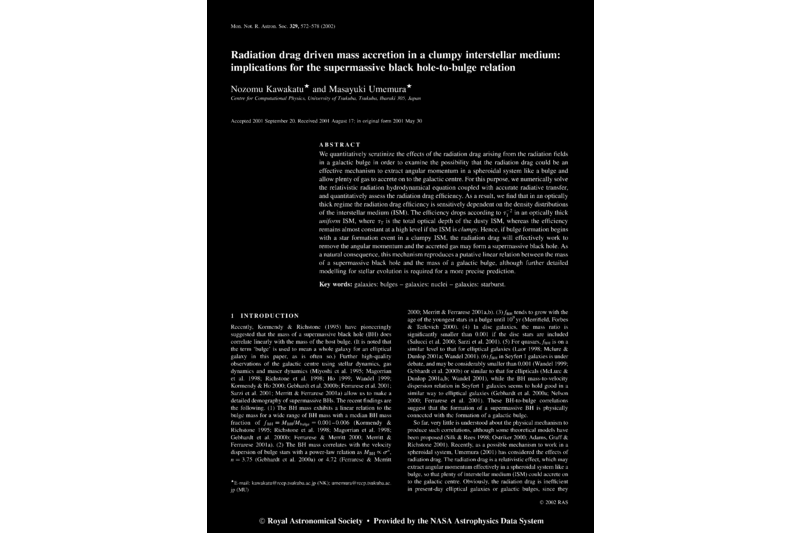 Mon. Not. R. Astron. Soc. 329, 572–578 (2002)
Radiation drag driven mass accretion in a clumpy interstellar medium:
implications for the supermassive black hole-to-bulge relation
Nozomu Kawakatu★ and Masayuki Umemura★
Centre for Computational Physics, University of Tsukuba, Tsukuba, Ibaraki 305, Japan
Accepted 2001 September 20. Received 2001 August 17; in original form 2001 May 30
ABSTRACT
We quantitatively scrutinize the effects of the radiation drag arising from the radiation fields
in a galactic bulge in order to examine the possibility that the radiation drag could be an
effective mechanism to extract angular momentum in a spheroidal system like a bulge and
allow plenty of gas to accrete on to the galactic centre. For this purpose, we numerically solve
the relativistic radiation hydrodynamical equation coupled with accurate radiative transfer,
and quantitatively assess the radiation drag efficiency. As a result, we find that in an optically
thick regime the radiation drag efficiency is sensitively dependent on the density distributions
of the interstellar medium (ISM). The efficiency drops according to τ_T^−2 in an optically thick
uniform ISM, where τ_T is the total optical depth of the dusty ISM, whereas the efficiency
remains almost constant at a high level if the ISM is clumpy. Hence, if bulge formation begins
with a star formation event in a clumpy ISM, the radiation drag will effectively work to
remove the angular momentum and the accreted gas may form a supermassive black hole. As
a natural consequence, this mechanism reproduces a putative linear relation between the mass
of a supermassive black hole and the mass of a galactic bulge, although further detailed
modelling for stellar evolution is required for a more precise prediction.
Key words: galaxies: bulges – galaxies: nuclei – galaxies: starburst.
1 INTRODUCTION
Recently, Kormendy & Richstone (1995) have pioneeringly
suggested that the mass of a supermassive black hole (BH) does
correlate linearly with the mass of the host bulge. (It is noted that
the term 'bulge' is used to mean a whole galaxy for an elliptical
galaxy in this paper, as is often so.) Further high-quality
observations of the galactic centre using stellar dynamics, gas
dynamics and maser dynamics (Miyoshi et al. 1995; Magorrian
et al. 1998; Richstone et al. 1998; Ho 1999; Wandel 1999;
Kormendy & Ho 2000; Gebhardt et al. 2000b; Ferrarese et al. 2001;
Sarzi et al. 2001; Merritt & Ferrarese 2001a) allow us to make a
detailed demography of supermassive BHs. The recent findings are
the following. (1) The BH mass exhibits a linear relation to the
bulge mass for a wide range of BH mass with a median BH mass
fraction of f_BH = M_BH/M_bulge = 0.001–0.006 (Kormendy &
Richstone 1995; Richstone et al. 1998; Magorrian et al. 1998;
Gebhardt et al. 2000b; Ferrarese & Merritt 2000; Merritt &
Ferrarese 2001a). (2) The BH mass correlates with the velocity
dispersion of bulge stars with a power-law relation as M_BH ∝ σ^n,
n = 3.75 (Gebhardt et al. 2000a) or 4.72 (Ferrarese & Merritt
★E-mail: kawakatu@rccp.tsukuba.ac.jp (NK); umemura@rccp.tsukuba.ac.
jp (MU)
2000; Merritt & Ferrarese 2001a,b). (3) f_BH tends to grow with the
age of the youngest stars in a bulge until 10^9 yr (Merrifield, Forbes
& Terlevich 2000). (4) In disc galaxies, the mass ratio is
significantly smaller than 0.001 if the disc stars are included
(Salucci et al. 2000; Sarzi et al. 2001). (5) For quasars, f_BH is on a
similar level to that for elliptical galaxies (Laor 1998; Mclure &
Dunlop 2001a; Wandel 2001). (6) f_BH in Seyfert 1 galaxies is under
debate, and may be considerably smaller than 0.001 (Wandel 1999;
Gebhardt et al. 2000b) or similar to that for ellipticals (McLure &
Dunlop 2001a,b; Wandel 2001), while the BH mass-to-velocity
dispersion relation in Seyfert 1 galaxies seems to hold good in a
similar way to elliptical galaxies (Gebhardt et al. 2000a; Nelson
2000; Ferrarese et al. 2001). These BH-to-bulge correlations
suggest that the formation of a supermassive BH is physically
connected with the formation of a galactic bulge.
So far, very little is understood about the physical mechanism to
produce such correlations, although some theoretical models have
been proposed (Silk & Rees 1998; Ostriker 2000; Adams, Graff &
Richstone 2001). Recently, as a possible mechanism to work in a
spheroidal system, Umemura (2001) has considered the effects of
radiation drag. The radiation drag is a relativistic effect, which may
extract angular momentum effectively in a spheroidal system like a
bulge, so that plenty of interstellar medium (ISM) could accrete on
to the galactic centre. Obviously, the radiation drag is inefficient
in present-day elliptical galaxies or galactic bulges, since they
© 2002 RAS
© Royal Astronomical Society • Provided by the NASA Astrophysics Data System